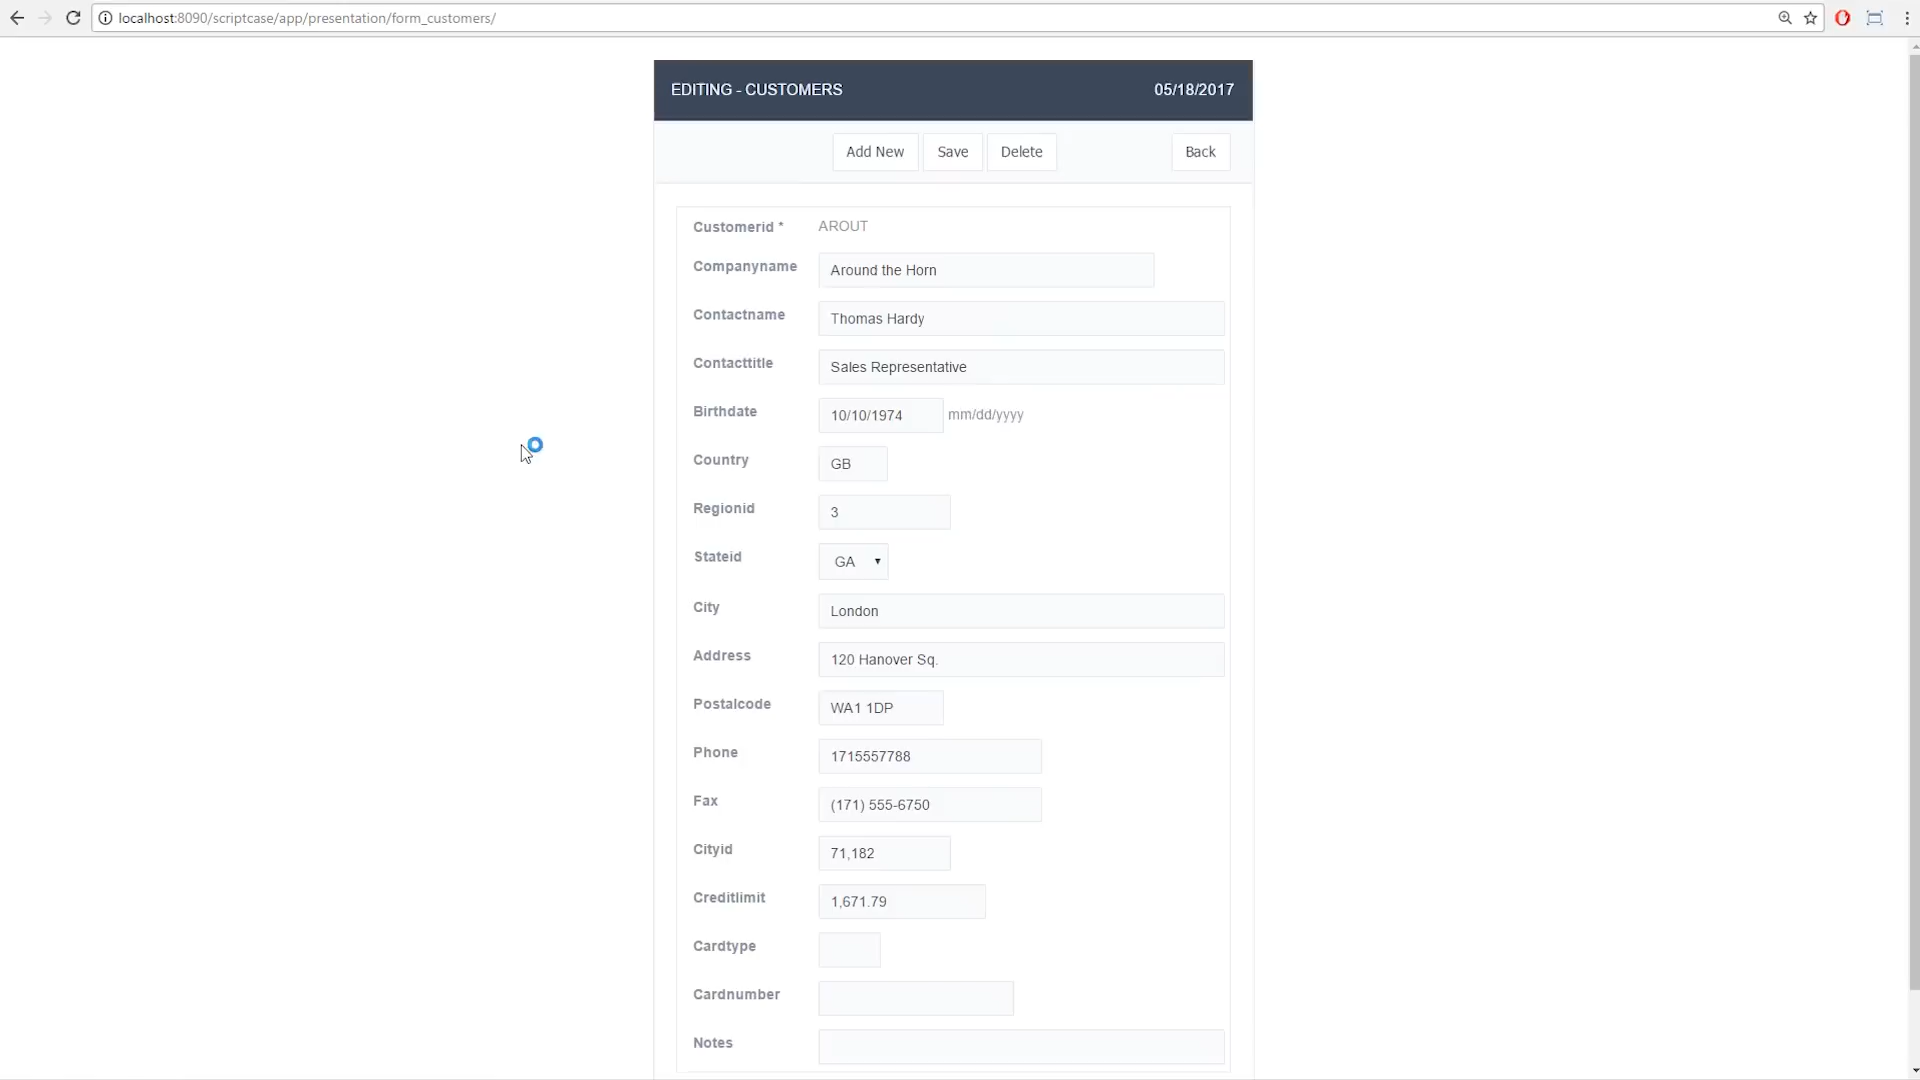 localhost:8090/scriptcase/app/presentation/form_customers/
EDITING - CUSTOMERS 05/18/2017
Add New Save Delete Back
Customerid * AROUT
Companyname Around the Horn
Contactname Thomas Hardy
Contacttitle Sales Representative
Birthdate 10/10/1974 mm/dd/yyyy
Country GB
Regionid 3
Stateid GA
City London
Address 120 Hanover Sq.
Postalcode WA1 1DP
Phone 1715557788
Fax (171) 555-6750
Cityid 71,182
Creditlimit 1,671.79
Cardtype
Cardnumber
Notes